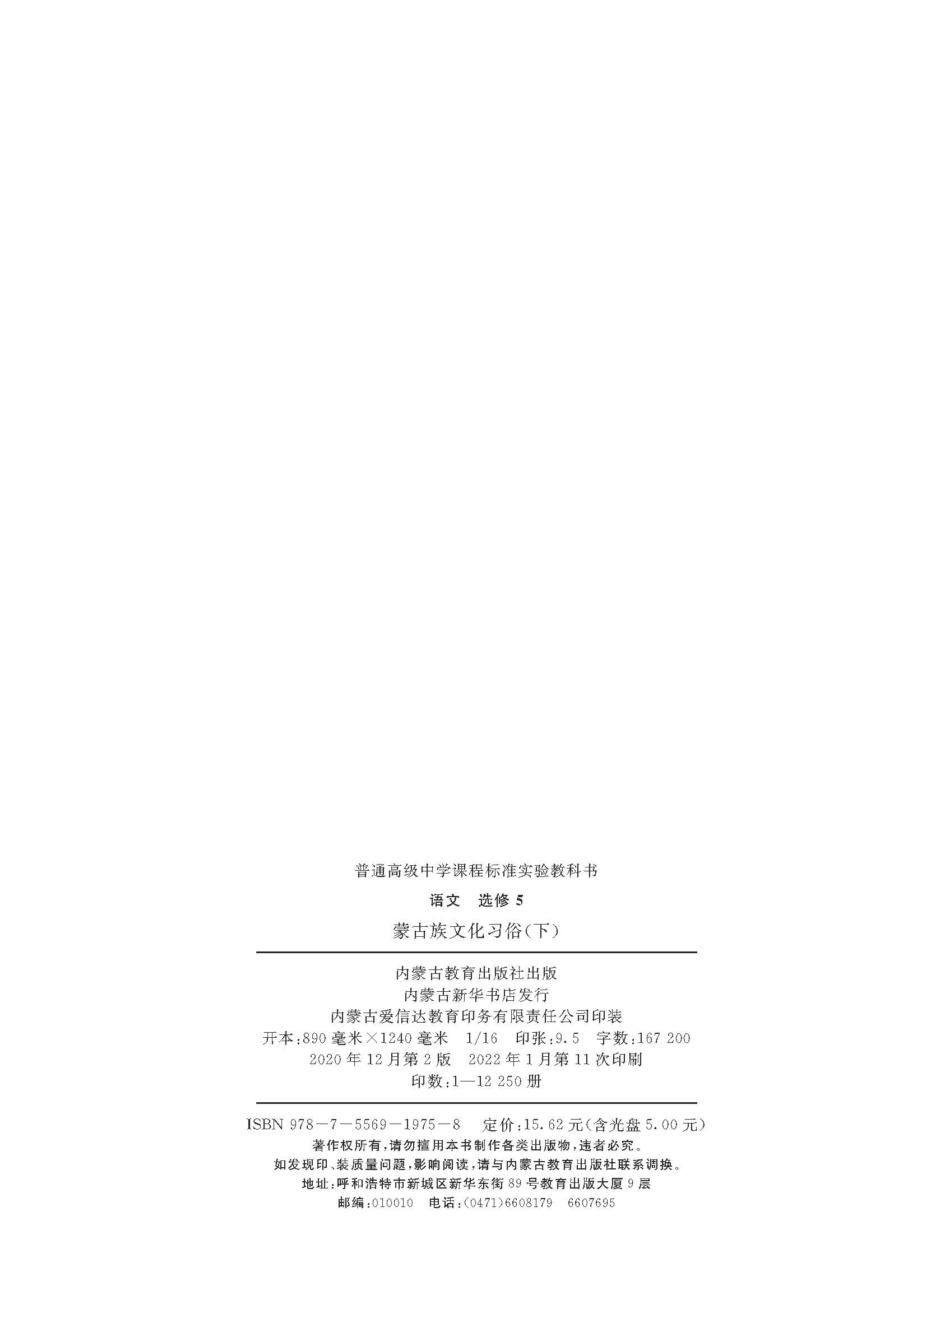 普通高级中学课程标准实验教科书
语文　选修 5
蒙古族文化习俗(下)
内蒙古教育出版社出版
内蒙古新华书店发行
内蒙古爱信达教育印务有限责任公司印装
开本:890 毫米×1240 毫米　1/16　印张:9.5　字数:167 200
2020 年 12 月第 2 版　2022 年 1 月第 11 次印刷
印数:1—12 250 册
ISBN 978－7－5569－1975－8　定价:15.62 元(含光盘 5.00 元)
著作权所有,请勿擅用本书制作各类出版物,违者必究。
如发现印、装质量问题,影响阅读,请与内蒙古教育出版社联系调换。
地址:呼和浩特市新城区新华东街 89 号教育出版大厦 9 层
邮编:010010　电话:(0471)6608179　6607695